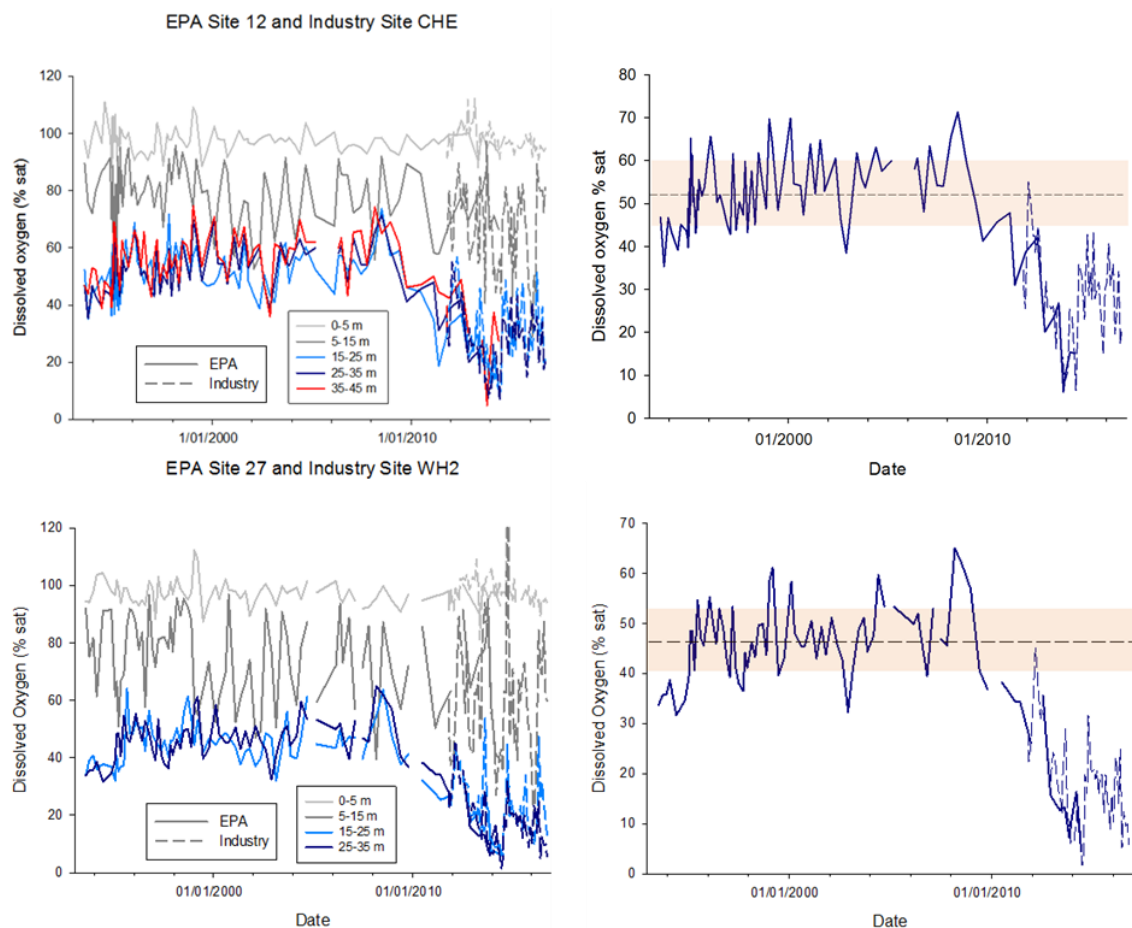 EPA Site 12 and Industry Site CHE
Dissolved oxygen (% sat)
120
100
80
60
40
20
0
EPA
Industry
0-5 m
5-15 m
15-25 m
25-35 m
35-45 m
1/01/2000
1/01/2010
Dissolved oxygen % sat
80
70
60
50
40
30
20
10
0
01/2000
01/2010
Date
EPA Site 27 and Industry Site WH2
Dissolved Oxygen (% sat)
120
100
80
60
40
20
0
EPA
Industry
0-5 m
5-15 m
15-25 m
25-35 m
01/01/2000
01/01/2010
Date
Dissolved Oxygen (% sat)
70
60
50
40
30
20
10
0
01/01/2000
01/01/2010
Date